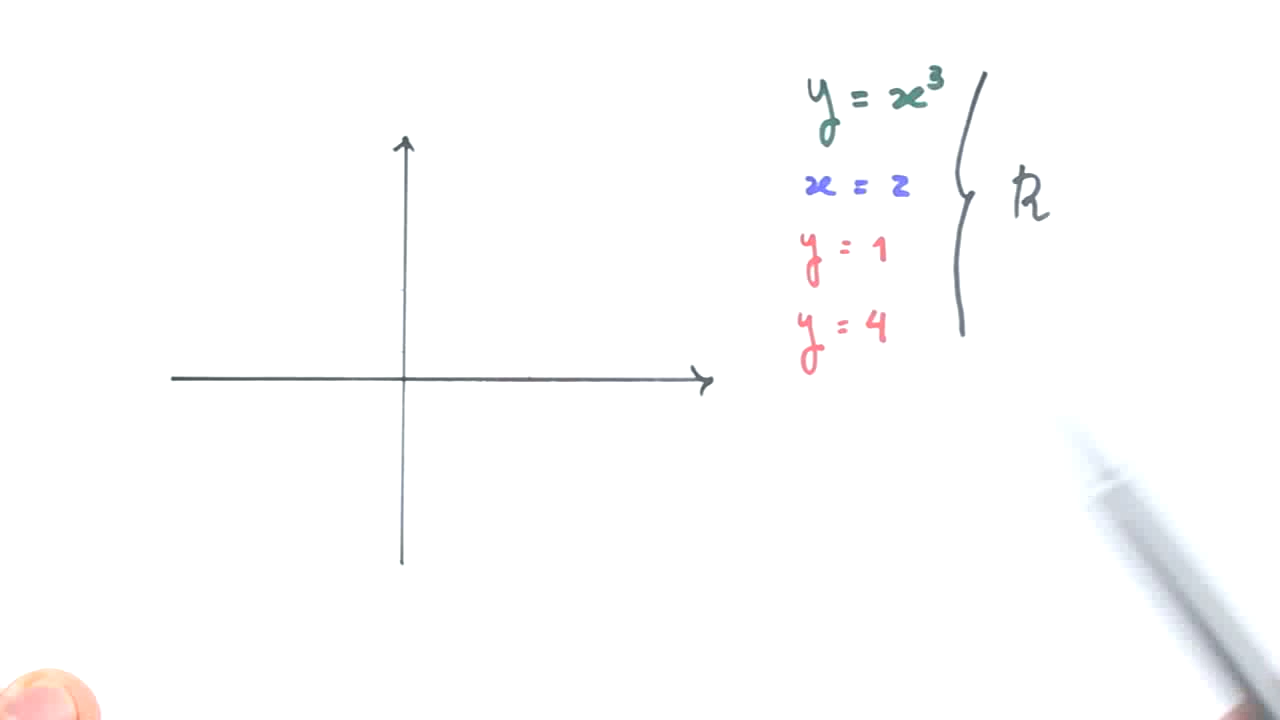 y = x³
x = 2
y = 1
y = 4
R